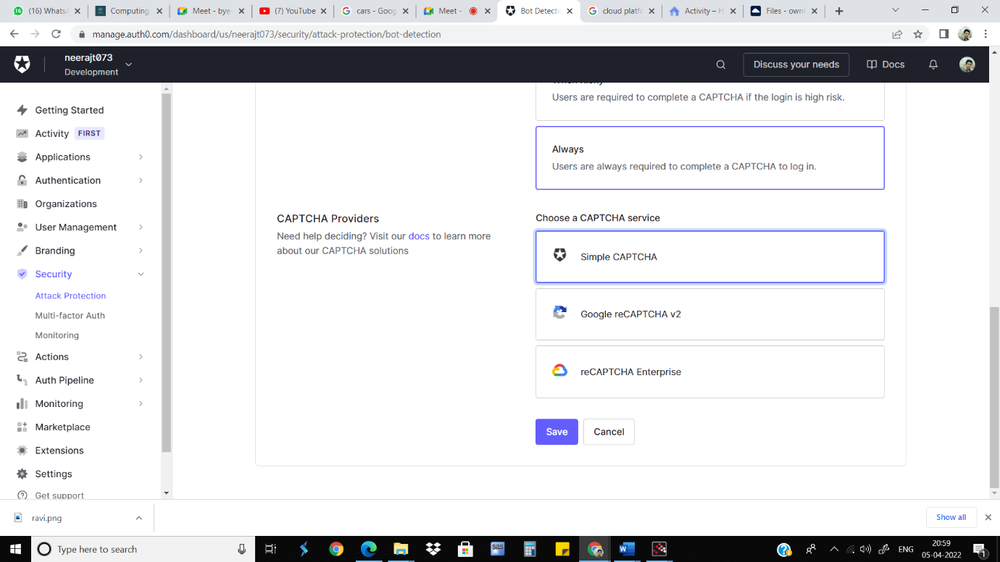 (16) Whats
Computing
Meet - bye-
(7) YouTube
cars - Goog
Meet -
Bot Detecti
cloud platfo
Activity – H
Files - ownC
manage.auth0.com/dashboard/us/neerajt073/security/attack-protection/bot-detection
neerajt073
Development
Discuss your needs
Docs
Getting Started
Activity FIRST
Applications
Authentication
Organizations
User Management
Branding
Security
Attack Protection
Multi-factor Auth
Monitoring
Actions
Auth Pipeline
Monitoring
Marketplace
Extensions
Settings
Get support
When Risky
Users are required to complete a CAPTCHA if the login is high risk.
Always
Users are always required to complete a CAPTCHA to log in.
CAPTCHA Providers
Need help deciding? Visit our docs to learn more
about our CAPTCHA solutions
Choose a CAPTCHA service
Simple CAPTCHA
Google reCAPTCHA v2
reCAPTCHA Enterprise
Save
Cancel
ravi.png
Show all
Type here to search
sas
ENG
20:59
05-04-2022
1